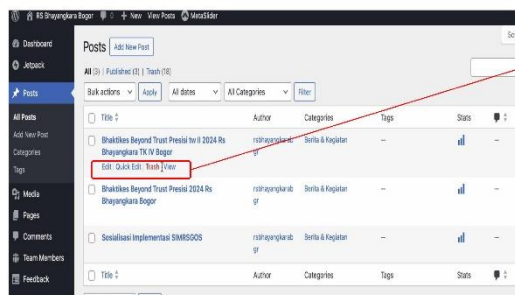 RS Bhayangkara Bogor 0 + New View Posts MetaSlider
Dashboard
Jetpack
Posts
All Posts
Add New Post
Categories
Tags
Media
Pages
Comments
Team Members
Feedback
Posts Add New Post
All (3) | Published (3) | Trash (18)
Bulk actions Apply All dates All Categories Filter
Title Author Categories Tags Stats
Bhaktikes Beyond Trust Presisi tw II 2024 Rs
Bhayangkara TK IV Bogor
Edit | Quick Edit | Trash | View
rsbhayangkarab
gr
Berita & Kegiatan
—
—
Bhaktikes Beyond Trust Presisi 2024 Rs
Bhayangkara Bogor
rsbhayangkarab
gr
Berita & Kegiatan
—
—
Sosialisasi Implementasi SIMRSGOS
rsbhayangkarab
gr
Berita & Kegiatan
—
—
Title Author Categories Tags Stats